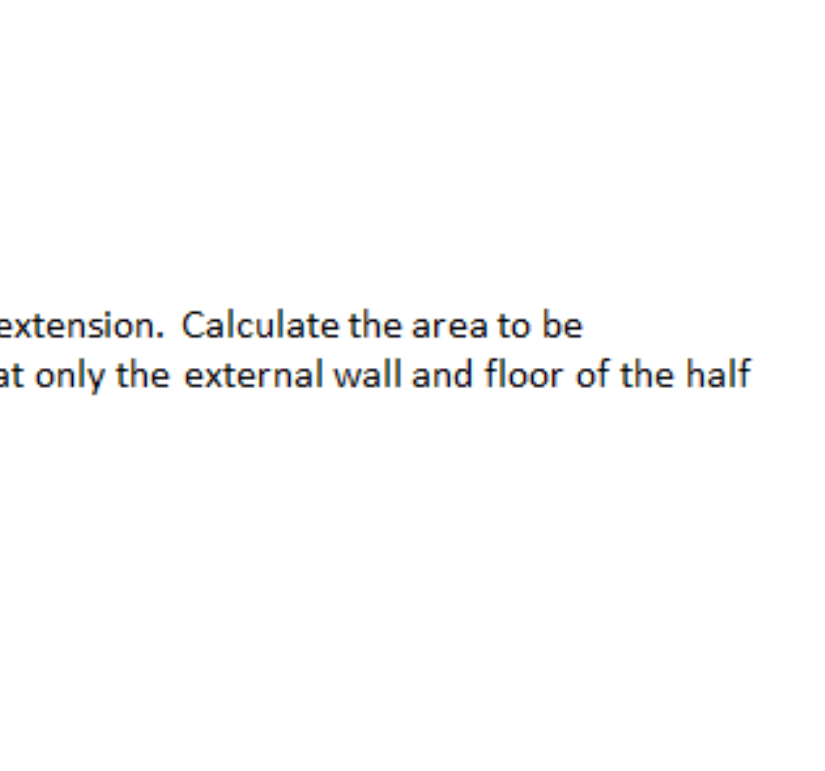 extension. Calculate the area to be
at only the external wall and floor of the half